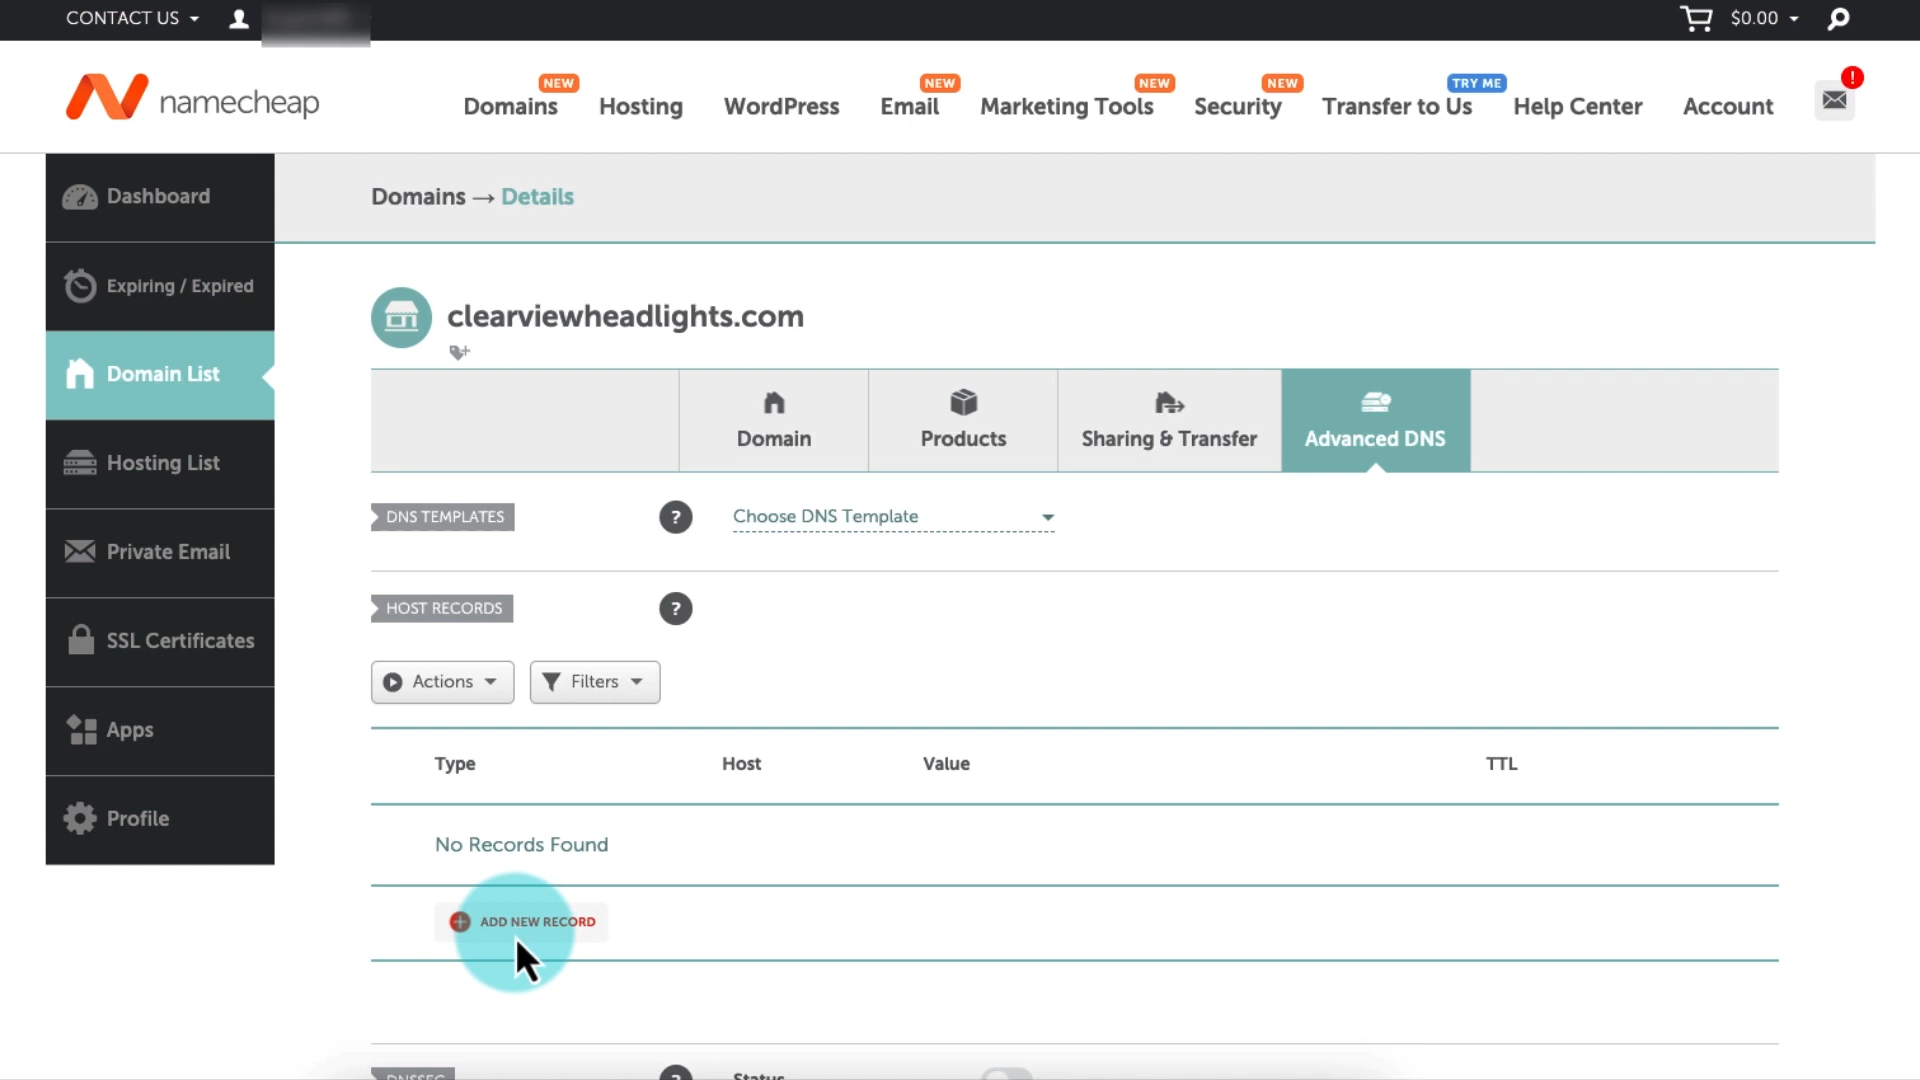 CONTACT US
$0.00
namecheap
Domains NEW
Hosting
WordPress
Email NEW
Marketing Tools NEW
Security NEW
Transfer to Us TRY ME
Help Center
Account
!
Dashboard
Expiring / Expired
Domain List
Hosting List
Private Email
SSL Certificates
Apps
Profile
Domains → Details
clearviewheadlights.com
Domain
Products
Sharing & Transfer
Advanced DNS
DNS TEMPLATES
?
Choose DNS Template
HOST RECORDS
?
Actions
Filters
Type Host Value TTL
No Records Found
ADD NEW RECORD
DNSSEC
?
Status